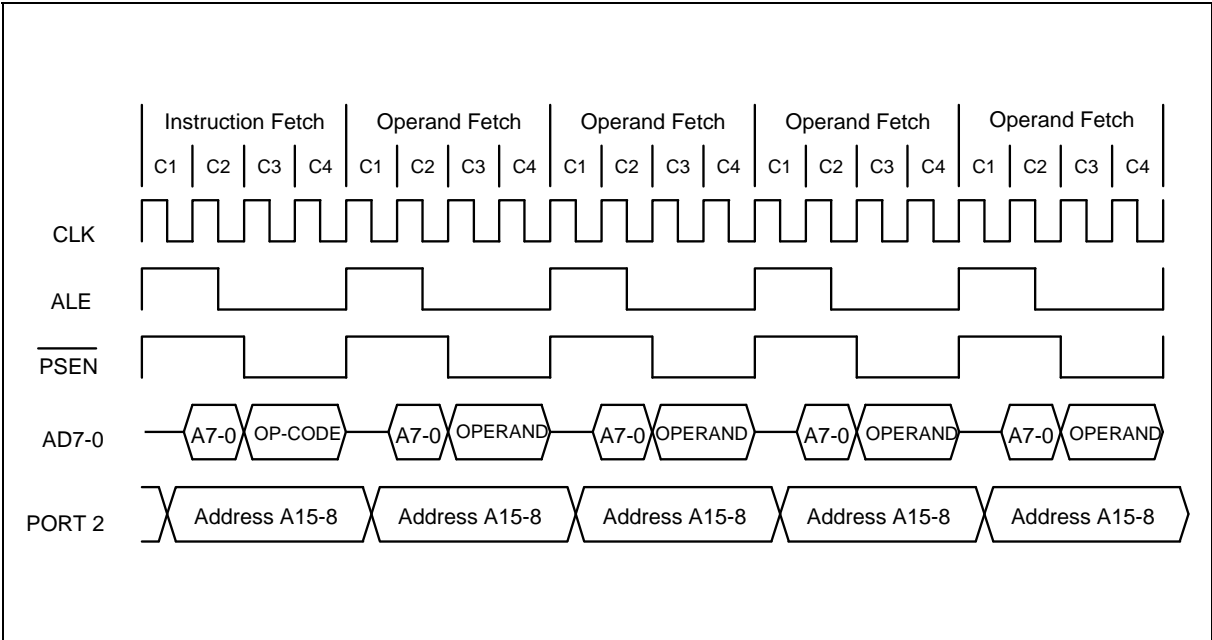 Instruction Fetch Operand Fetch Operand Fetch Operand Fetch Operand Fetch
C1 C2 C3 C4 C1 C2 C3 C4 C1 C2 C3 C4 C1 C2 C3 C4 C1 C2 C3 C4
CLK
ALE
PSEN
AD7-0 A7-0 OP-CODE A7-0 OPERAND A7-0 OPERAND A7-0 OPERAND A7-0 OPERAND
PORT 2 Address A15-8 Address A15-8 Address A15-8 Address A15-8 Address A15-8